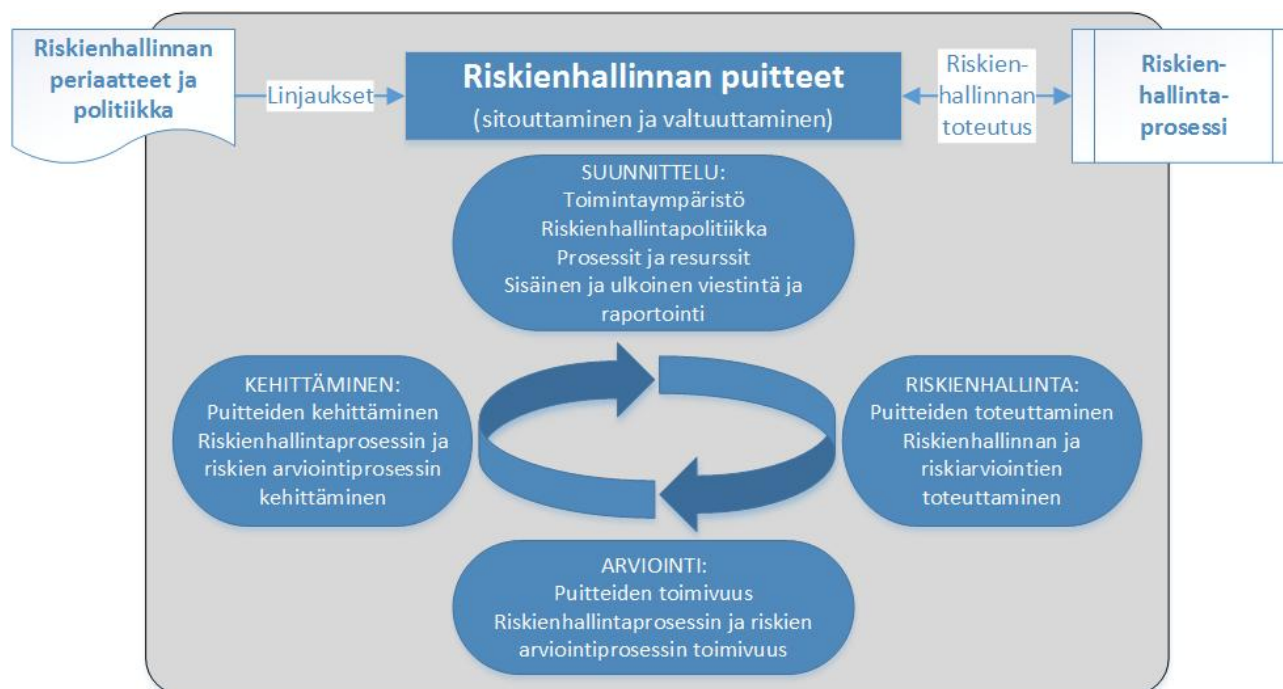 Riskienhallinnan
periaatteet ja
politiikka
Linjaukset
Riskienhallinnan puitteet
(sitouttaminen ja valtuuttaminen)
Riskien-
hallinnan
toteutus
Riskien-
hallinta-
prosessi
SUUNNITTELU:
Toimintaympäristö
Riskienhallintapolitiikka
Prosessit ja resurssit
Sisäinen ja ulkoinen viestintä ja
raportointi
KEHITTÄMINEN:
Puitteiden kehittäminen
Riskienhallintaprosessin ja
riskien arviointiprosessin
kehittäminen
RISKIENHALLINTA:
Puitteiden toteuttaminen
Riskienhallinnan ja
riskiarviointien
toteuttaminen
ARVIOINTI:
Puitteiden toimivuus
Riskienhallintaprosessin ja riskien
arviointiprosessin toimivuus